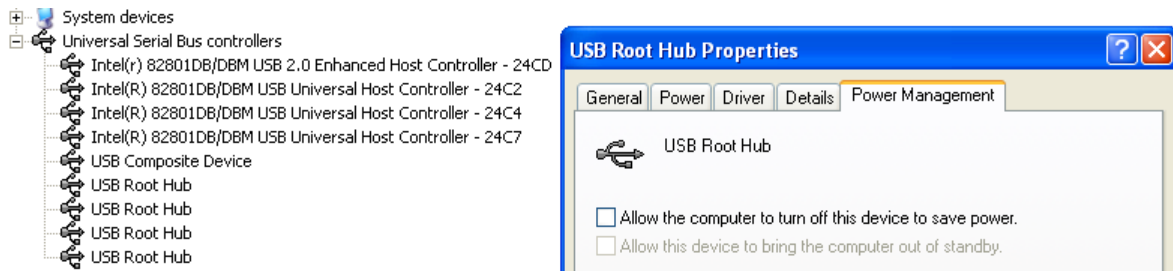 System devices
Universal Serial Bus controllers
Intel(r) 82801DB/DBM USB 2.0 Enhanced Host Controller - 24CD
Intel(R) 82801DB/DBM USB Universal Host Controller - 24C2
Intel(R) 82801DB/DBM USB Universal Host Controller - 24C4
Intel(R) 82801DB/DBM USB Universal Host Controller - 24C7
USB Composite Device
USB Root Hub
USB Root Hub
USB Root Hub
USB Root Hub
USB Root Hub Properties
General Power Driver Details Power Management
USB Root Hub
Allow the computer to turn off this device to save power.
Allow this device to bring the computer out of standby.